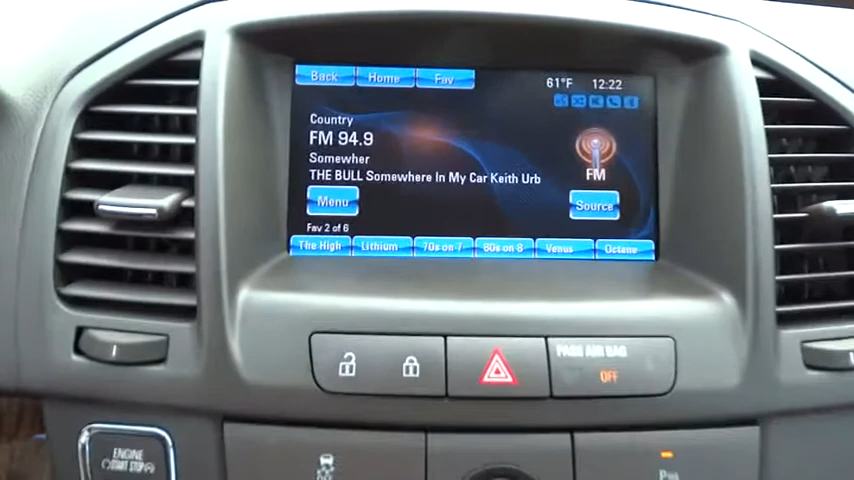 Back Home Fav 61°F 12:22
Country
FM 94.9
Somewher
THE BULL Somewhere In My Car Keith Urb
FM
Menu Source
Fav 2 of 6
The High Lithium 70s on 7 80s on 8 Venus Octane
PASS AIR BAG
OFF
ENGINE
START STOP